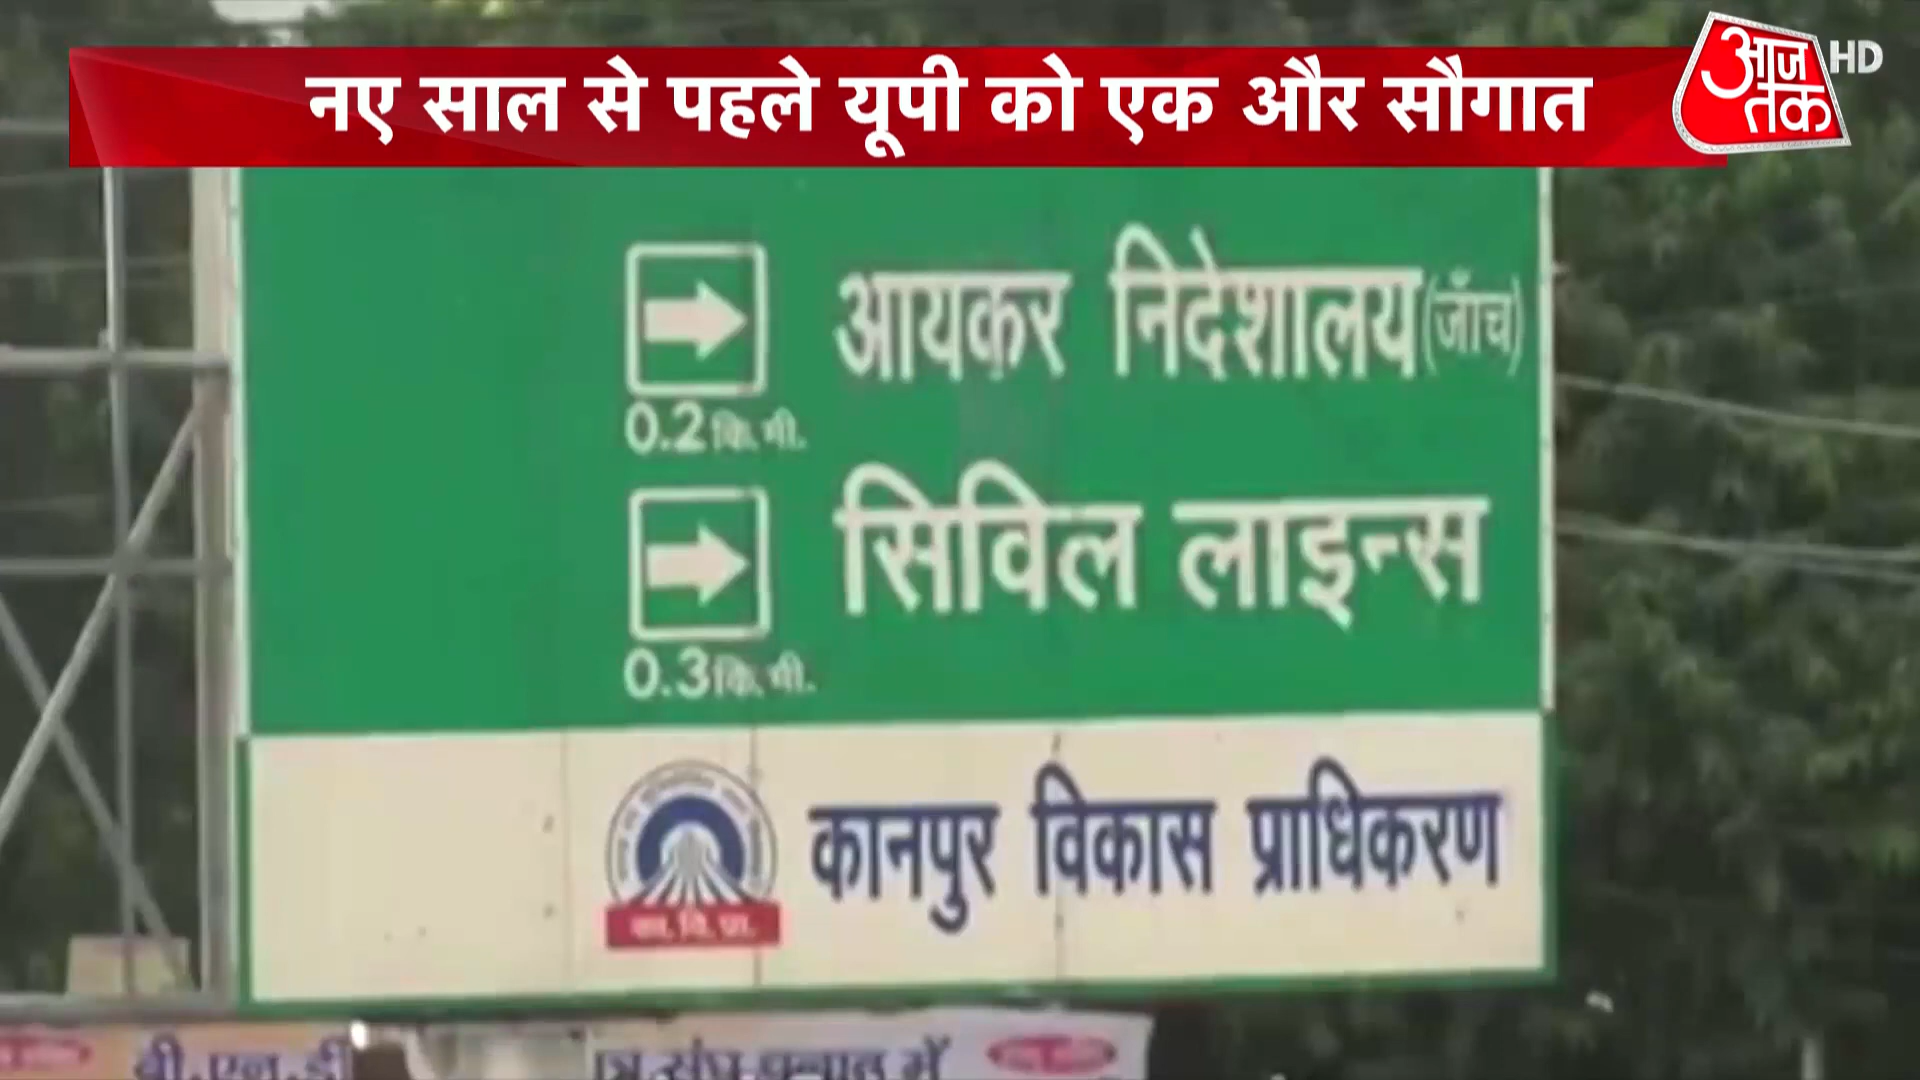 नए साल से पहले यूपी को एक और सौगात
आज तक HD
आयकर निदेशालय (जाँच)
0.2 कि.मी.
सिविल लाइन्स
0.3 कि.मी.
कानपुर विकास प्राधिकरण
का. वि. प्रा.